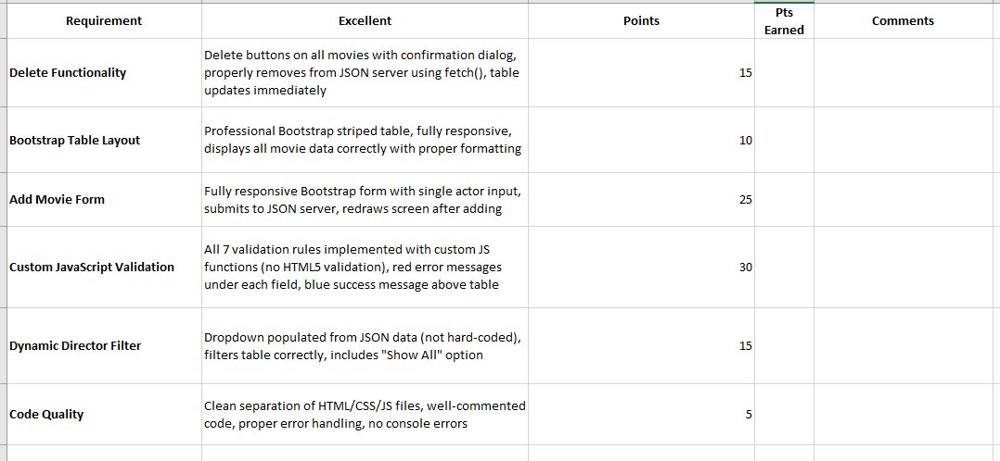 Requirement Excellent Points Pts Earned Comments
Delete Functionality
Delete buttons on all movies with confirmation dialog,
properly removes from JSON server using fetch(), table
updates immediately
15
Bootstrap Table Layout
Professional Bootstrap striped table, fully responsive,
displays all movie data correctly with proper formatting
10
Add Movie Form
Fully responsive Bootstrap form with single actor input,
submits to JSON server, redraws screen after adding
25
Custom JavaScript Validation
All 7 validation rules implemented with custom JS
functions (no HTML5 validation), red error messages
under each field, blue success message above table
30
Dynamic Director Filter
Dropdown populated from JSON data (not hard-coded),
filters table correctly, includes "Show All" option
15
Code Quality
Clean separation of HTML/CSS/JS files, well-commented
code, proper error handling, no console errors
5